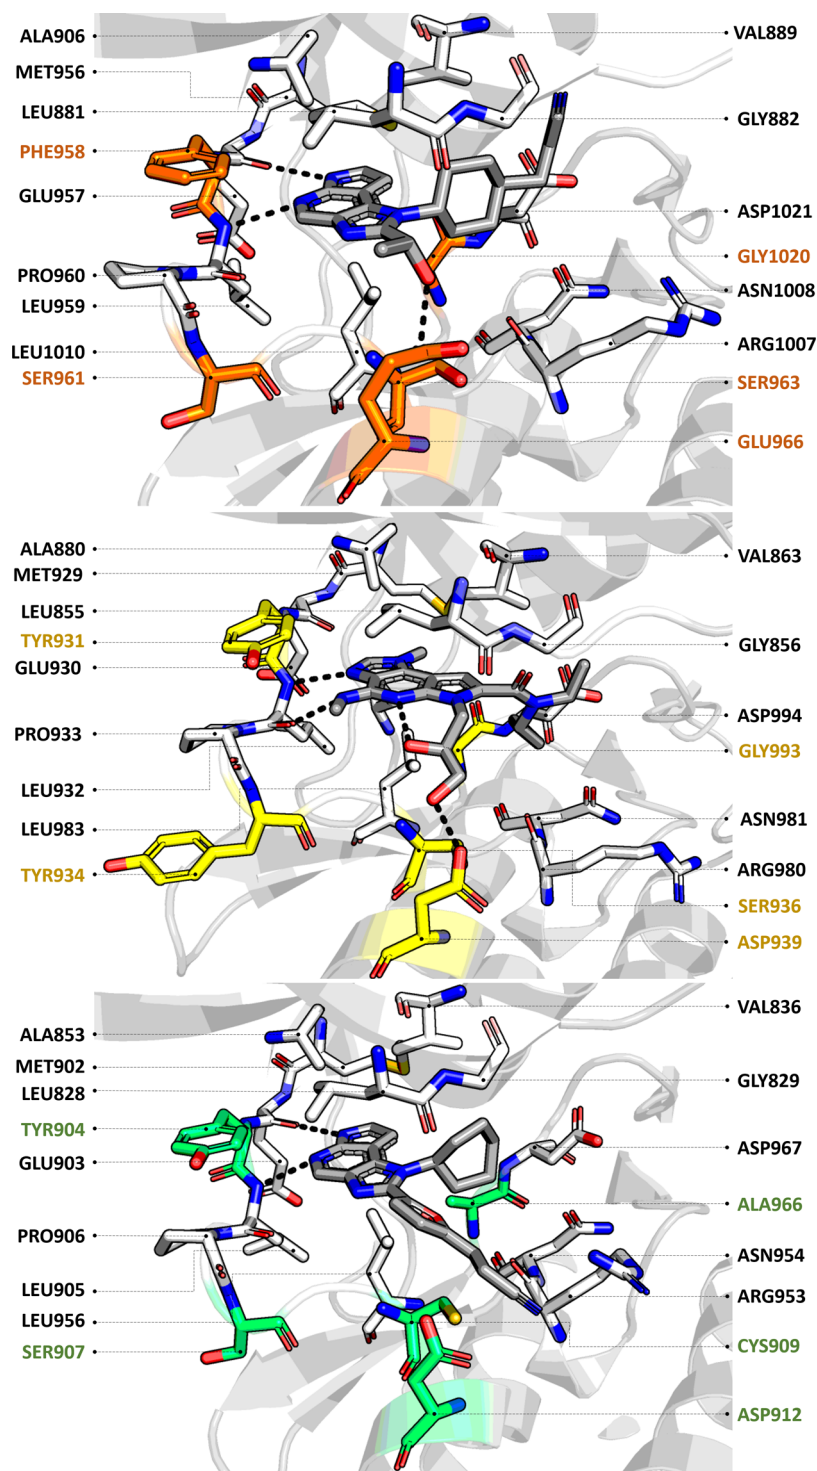 ALA906
MET956
LEU881
PHE958
GLU957
PRO960
LEU959
LEU1010
SER961
VAL889
GLY882
ASP1021
GLY1020
ASN1008
ARG1007
SER963
GLU966
ALA880
MET929
LEU855
TYR931
GLU930
PRO933
LEU932
LEU983
TYR934
VAL863
GLY856
ASP994
GLY993
ASN981
ARG980
SER936
ASP939
ALA853
MET902
LEU828
TYR904
GLU903
PRO906
LEU905
LEU956
SER907
VAL836
GLY829
ASP967
ALA966
ASN954
ARG953
CYS909
ASP912